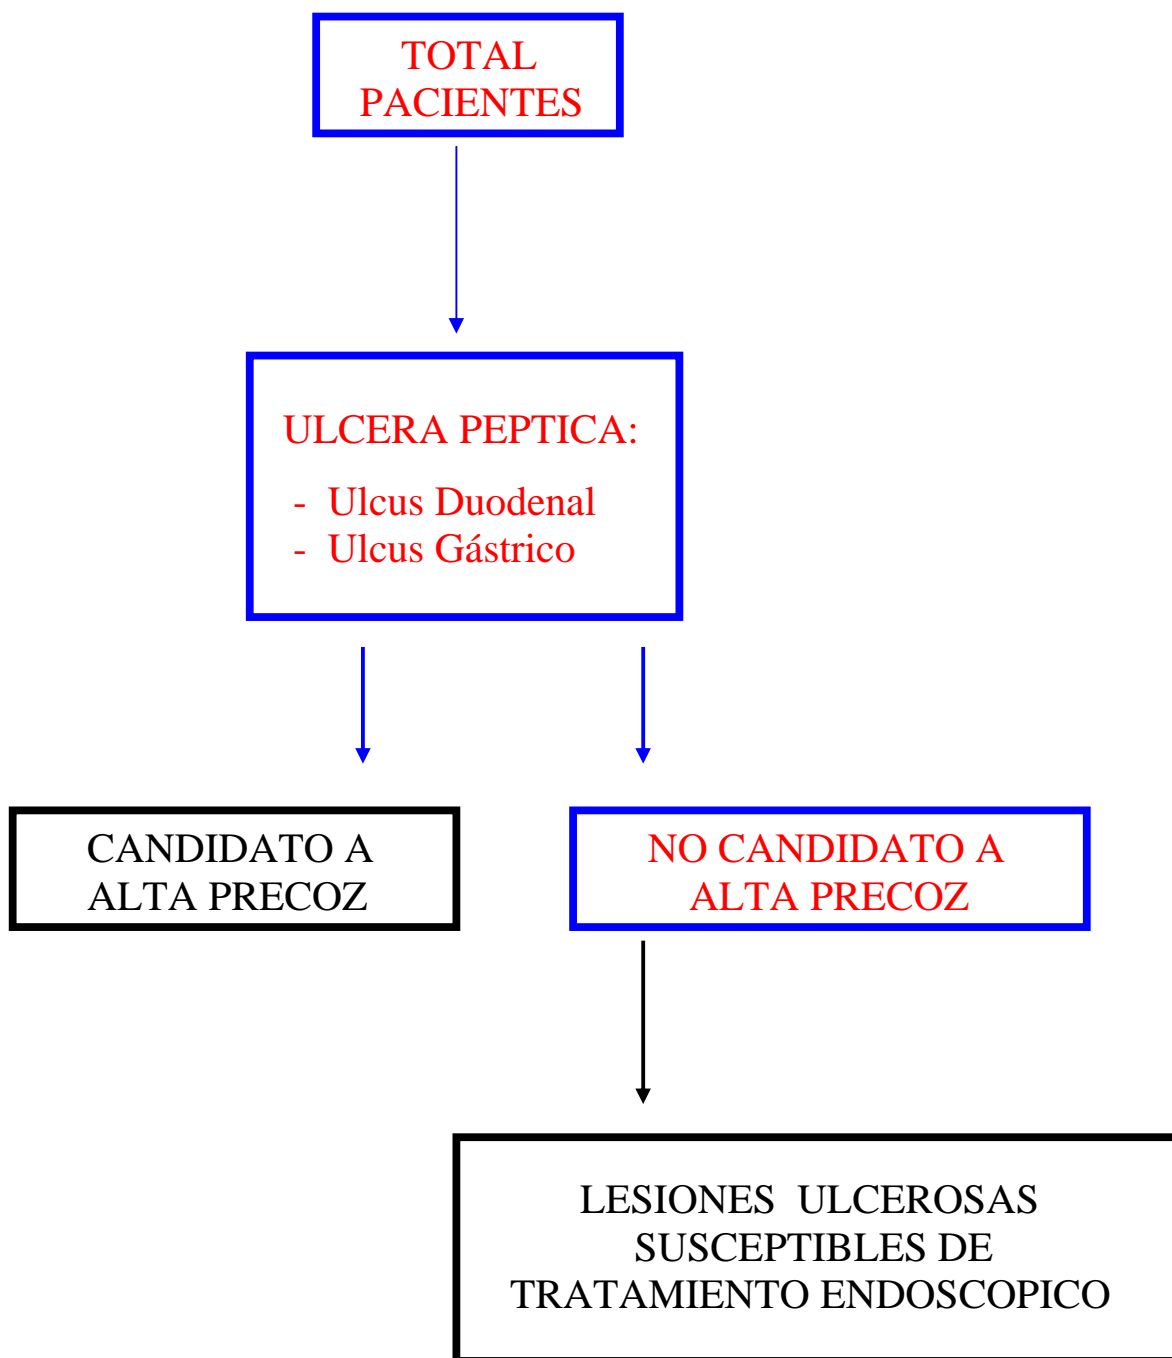 TOTAL
PACIENTES
ULCERA PEPTICA:
- Ulcus Duodenal
- Ulcus Gástrico
CANDIDATO A
ALTA PRECOZ
NO CANDIDATO A
ALTA PRECOZ
LESIONES ULCEROSAS
SUSCEPTIBLES DE
TRATAMIENTO ENDOSCOPICO